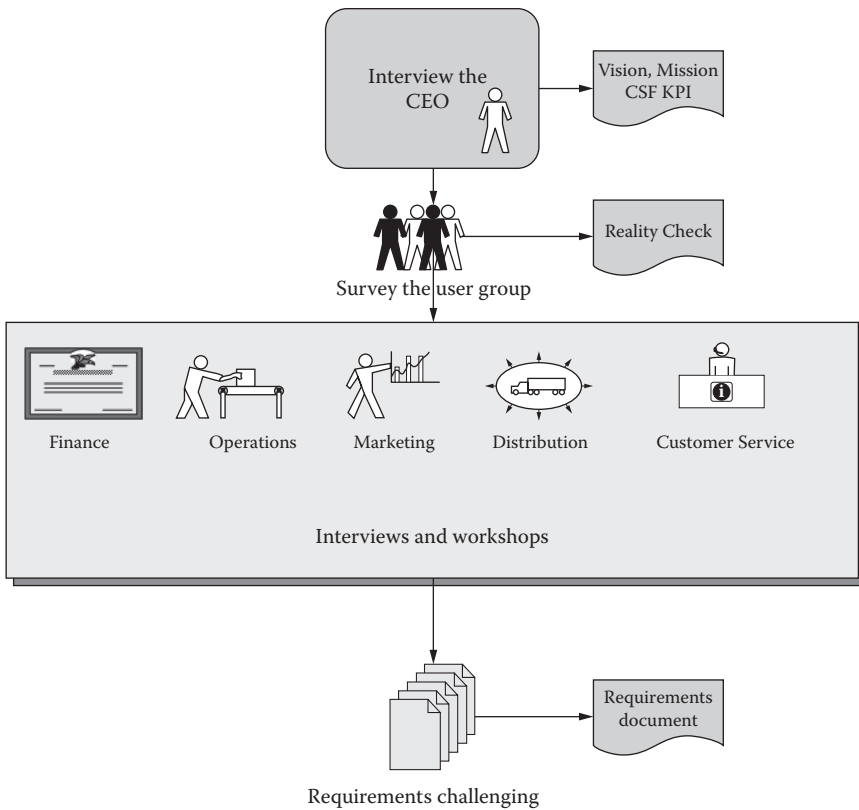 Interview the
CEO
Vision, Mission
CSF KPI
Reality Check
Survey the user group
Finance
Operations
Marketing
Distribution
Customer Service
Interviews and workshops
Requirements
document
Requirements challenging